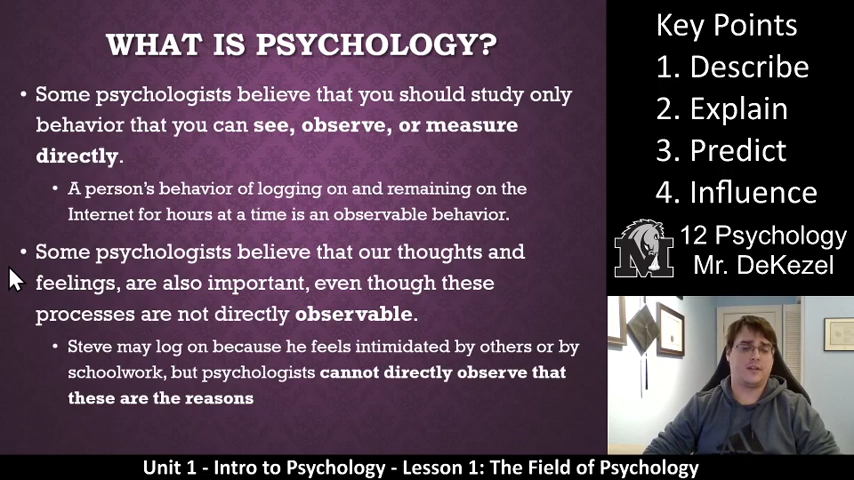 WHAT IS PSYCHOLOGY?
• Some psychologists believe that you should study only
behavior that you can see, observe, or measure
directly.
• A person's behavior of logging on and remaining on the
Internet for hours at a time is an observable behavior.
• Some psychologists believe that our thoughts and
feelings, are also important, even though these
processes are not directly observable.
• Steve may log on because he feels intimidated by others or by
schoolwork, but psychologists cannot directly observe that
these are the reasons
Key Points
1. Describe
2. Explain
3. Predict
4. Influence
M
12 Psychology
Mr. DeKezel
Unit 1 - Intro to Psychology - Lesson 1: The Field of Psychology